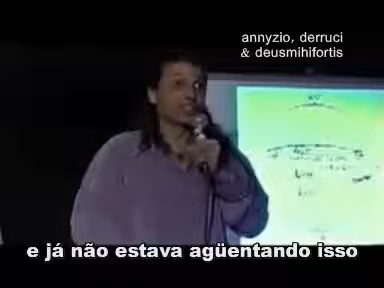 annyzio, derruci
& deusmihifortis
e já não estava agüentando isso